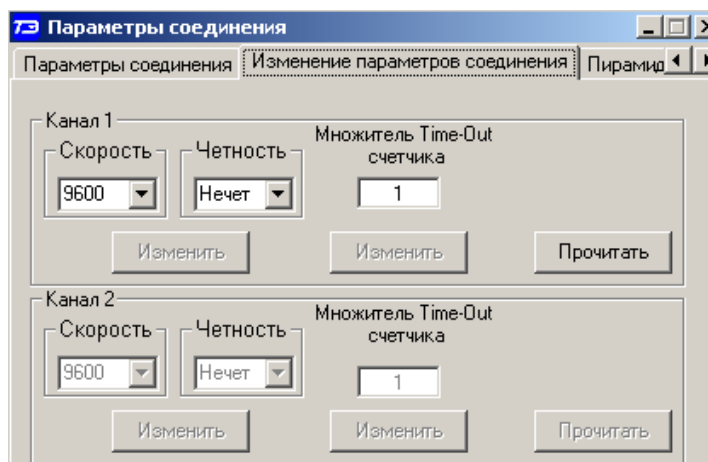 ТЭ Параметры соединения
Параметры соединения Изменение параметров соединения Пирамид
Канал 1
Скорость Четность Множитель Time-Out
счетчика
9600 Нечет 1
Изменить Изменить Прочитать
Канал 2
Скорость Четность Множитель Time-Out
счетчика
9600 Нечет 1
Изменить Изменить Прочитать